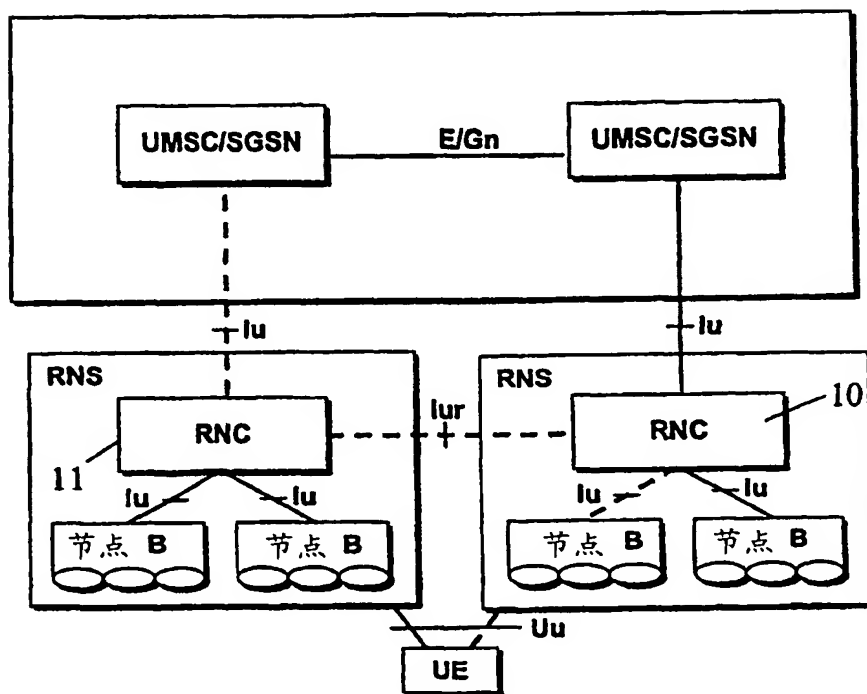 UMSC/SGSN
E/Gn
UMSC/SGSN
Iu
Iu
RNS
RNS
RNC
Iur
RNC
10
11
Iu
Iu
Iu
Iu
节点 B
节点 B
节点 B
节点 B
Uu
UE